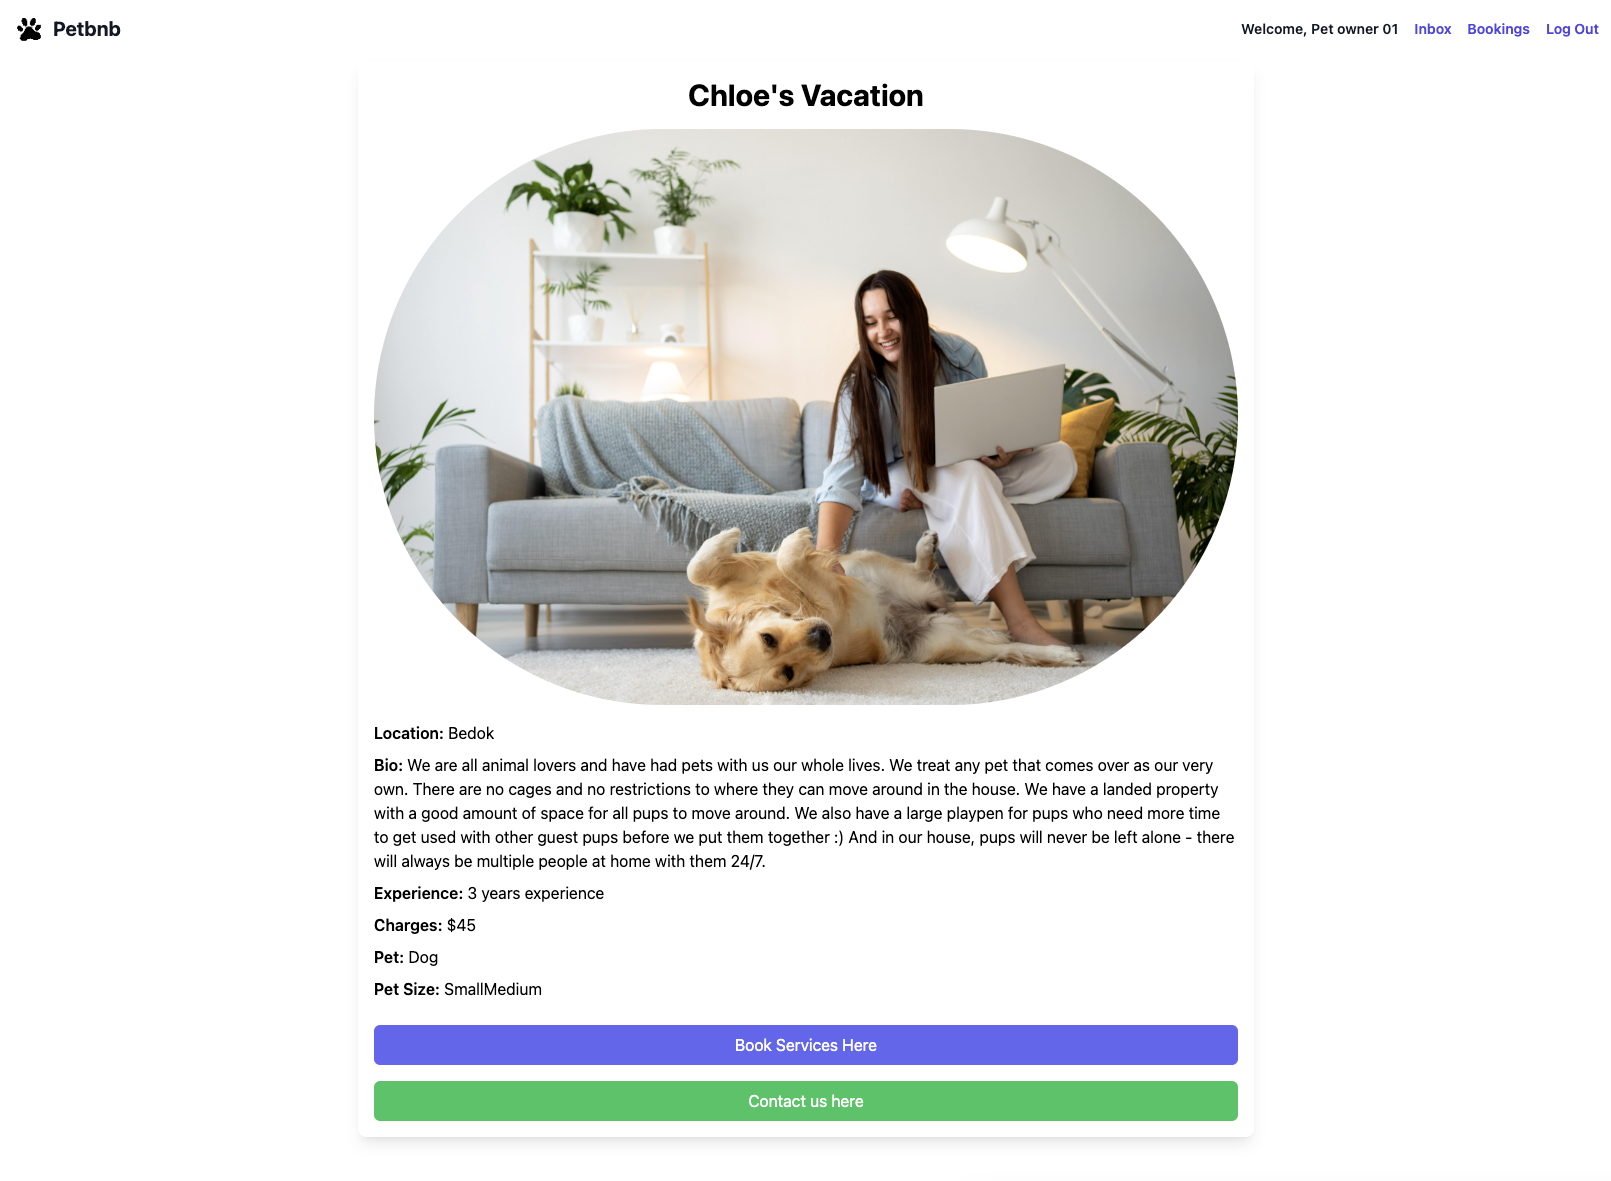 Petbnb
Welcome, Pet owner 01 Inbox Bookings Log Out
Chloe's Vacation
Location: Bedok
Bio: We are all animal lovers and have had pets with us our whole lives. We treat any pet that comes over as our very
own. There are no cages and no restrictions to where they can move around in the house. We have a landed property
with a good amount of space for all pups to move around. We also have a large playpen for pups who need more time
to get used with other guest pups before we put them together :) And in our house, pups will never be left alone - there
will always be multiple people at home with them 24/7.
Experience: 3 years experience
Charges: $45
Pet: Dog
Pet Size: SmallMedium
Book Services Here
Contact us here